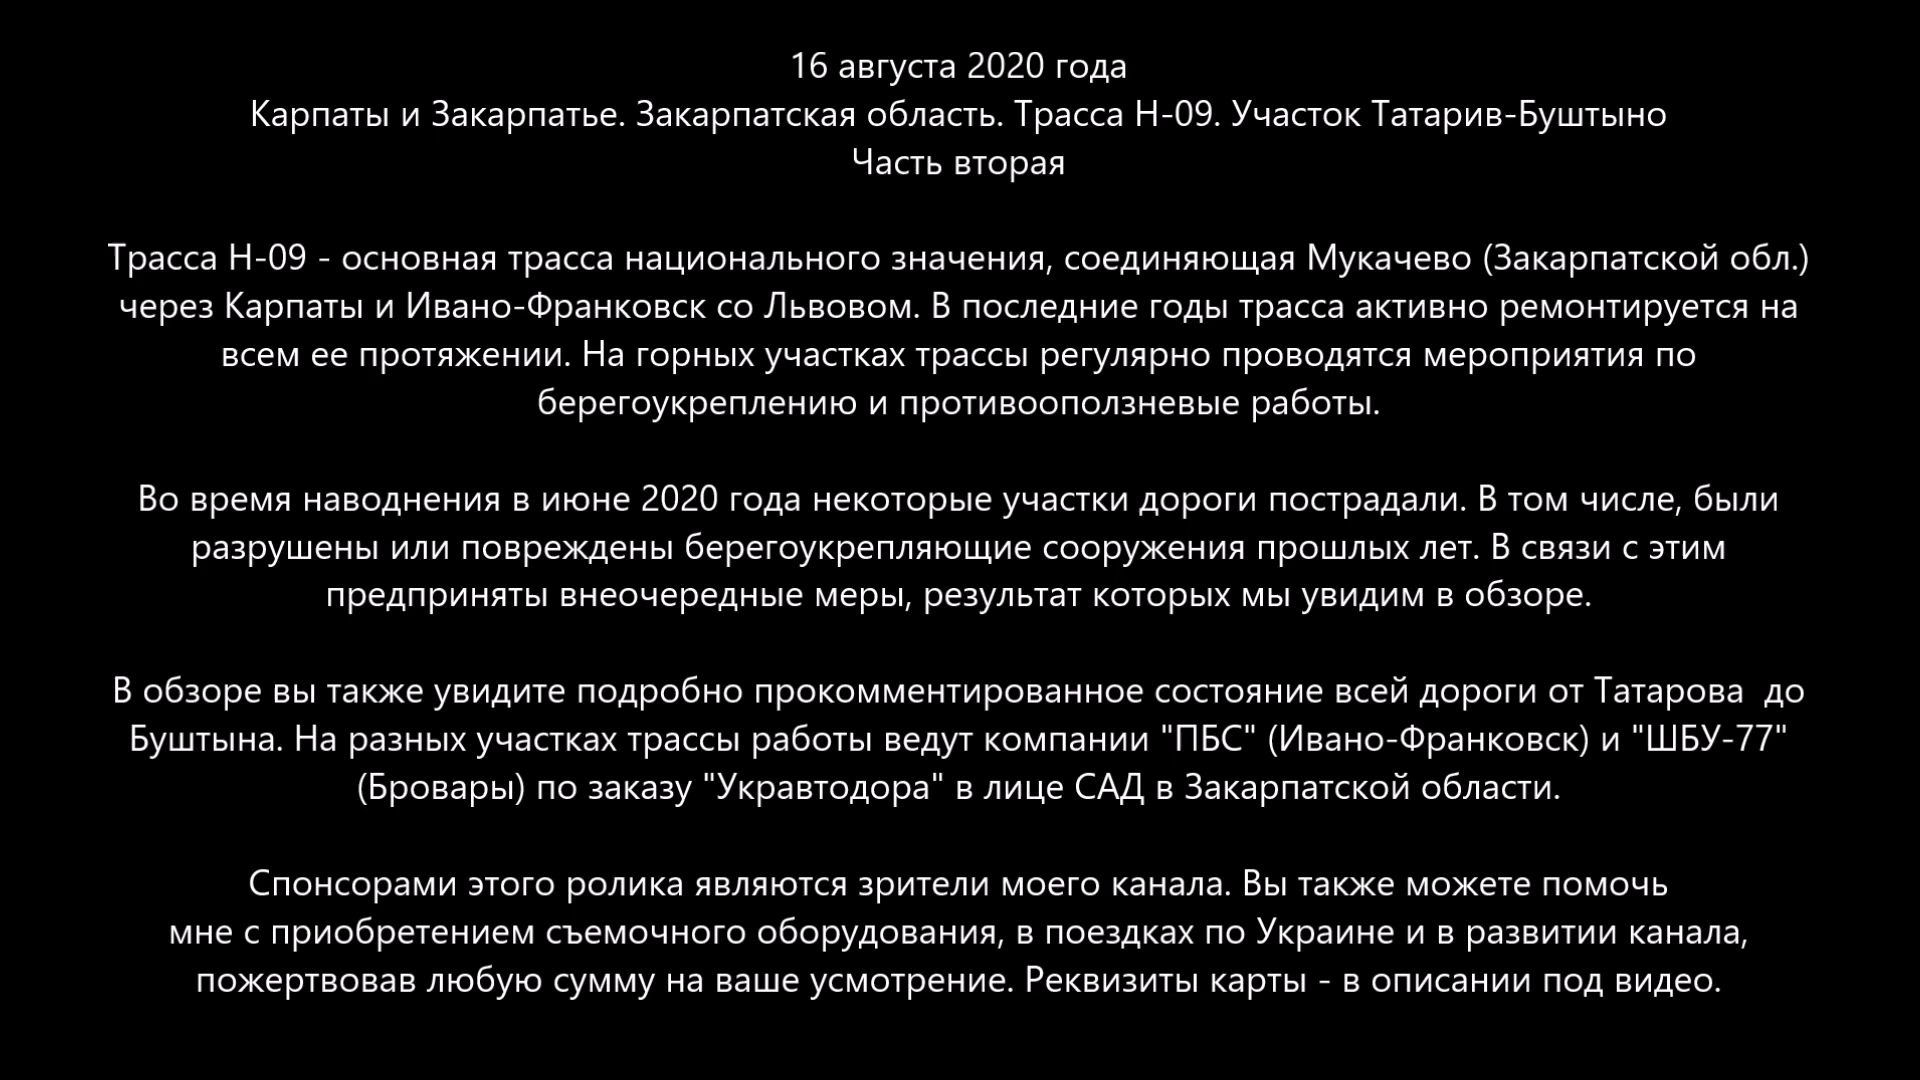 16 августа 2020 года
Карпаты и Закарпатье. Закарпатская область. Трасса Н-09. Участок Татарив-Буштыно
Часть вторая
Трасса Н-09 - основная трасса национального значения, соединяющая Мукачево (Закарпатской обл.)
через Карпаты и Ивано-Франковск со Львовом. В последние годы трасса активно ремонтируется на
всем ее протяжении. На горных участках трассы регулярно проводятся мероприятия по
берегоукреплению и противооползневые работы.
Во время наводнения в июне 2020 года некоторые участки дороги пострадали. В том числе, были
разрушены или повреждены берегоукрепляющие сооружения прошлых лет. В связи с этим
предприняты внеочередные меры, результат которых мы увидим в обзоре.
В обзоре вы также увидите подробно прокомментированное состояние всей дороги от Татарова  до
Буштына. На разных участках трассы работы ведут компании "ПБС" (Ивано-Франковск) и "ШБУ-77"
(Бровары) по заказу "Укравтодора" в лице САД в Закарпатской области.
Спонсорами этого ролика являются зрители моего канала. Вы также можете помочь
мне с приобретением съемочного оборудования, в поездках по Украине и в развитии канала,
пожертвовав любую сумму на ваше усмотрение. Реквизиты карты - в описании под видео.